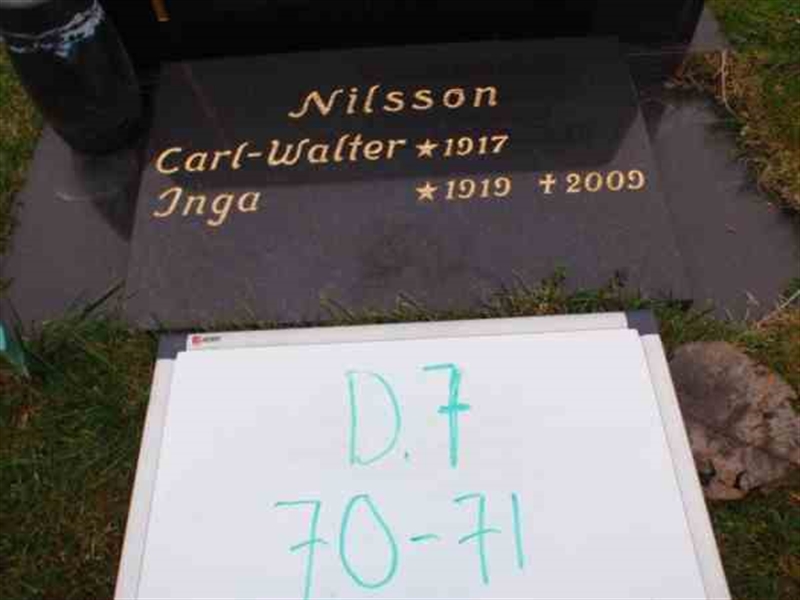 Nilsson
Carl-Walter ★ 1917
Inga ★ 1919 ✝ 2009
D.7
70-71